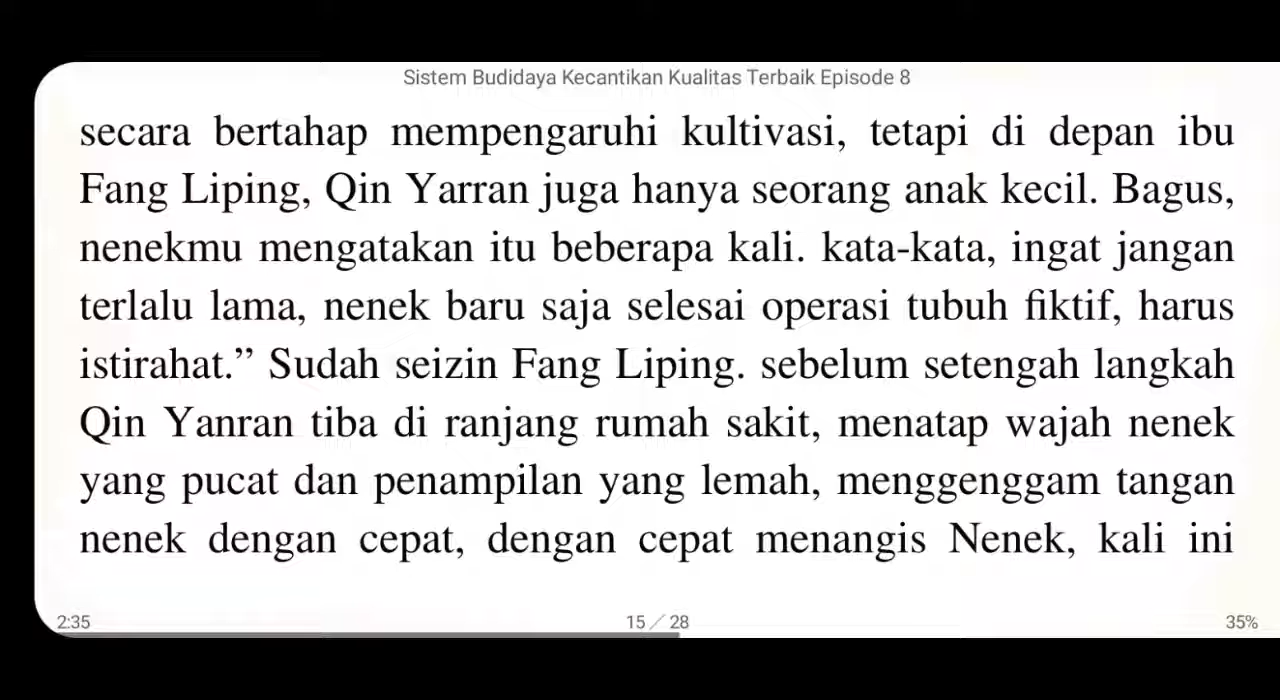 Sistem Budidaya Kecantikan Kualitas Terbaik Episode 8
secara bertahap mempengaruhi kultivasi, tetapi di depan ibu
Fang Liping, Qin Yarran juga hanya seorang anak kecil. Bagus,
nenekmu mengatakan itu beberapa kali. kata-kata, ingat jangan
terlalu lama, nenek baru saja selesai operasi tubuh fiktif, harus
istirahat.” Sudah seizin Fang Liping. sebelum setengah langkah
Qin Yanran tiba di ranjang rumah sakit, menatap wajah nenek
yang pucat dan penampilan yang lemah, menggenggam tangan
nenek dengan cepat, dengan cepat menangis Nenek, kali ini
2:35 15 / 28 35%